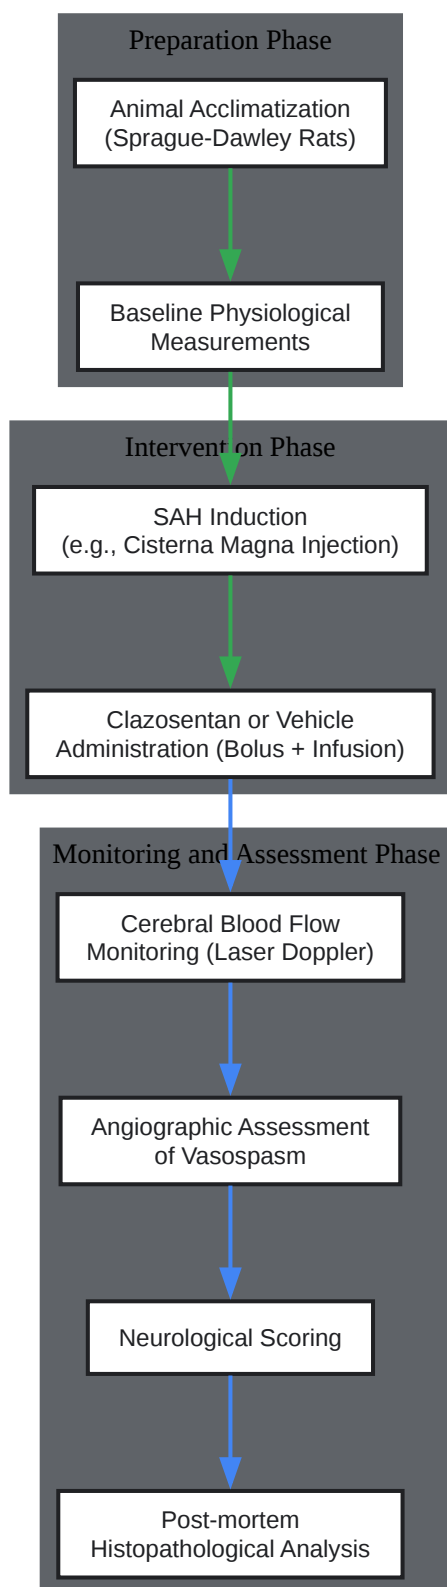 Preparation Phase
Animal Acclimatization
(Sprague-Dawley Rats)
Baseline Physiological
Measurements
Intervention Phase
SAH Induction
(e.g., Cisterna Magna Injection)
Clazosentan or Vehicle
Administration (Bolus + Infusion)
Monitoring and Assessment Phase
Cerebral Blood Flow
Monitoring (Laser Doppler)
Angiographic Assessment
of Vasospasm
Neurological Scoring
Post-mortem
Histopathological Analysis